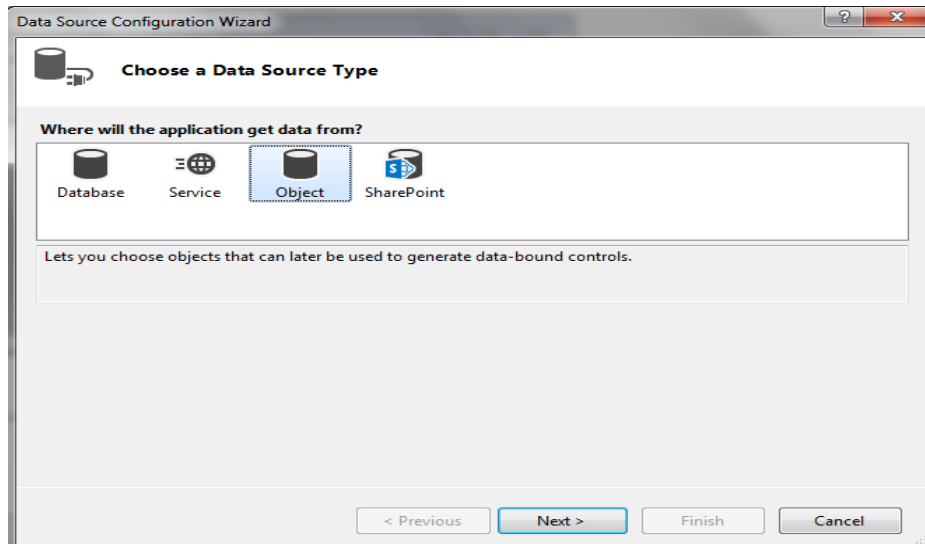 Data Source Configuration Wizard
?
Choose a Data Source Type
Where will the application get data from?
Database Service Object SharePoint
Lets you choose objects that can later be used to generate data-bound controls.
< Previous Next > Finish Cancel